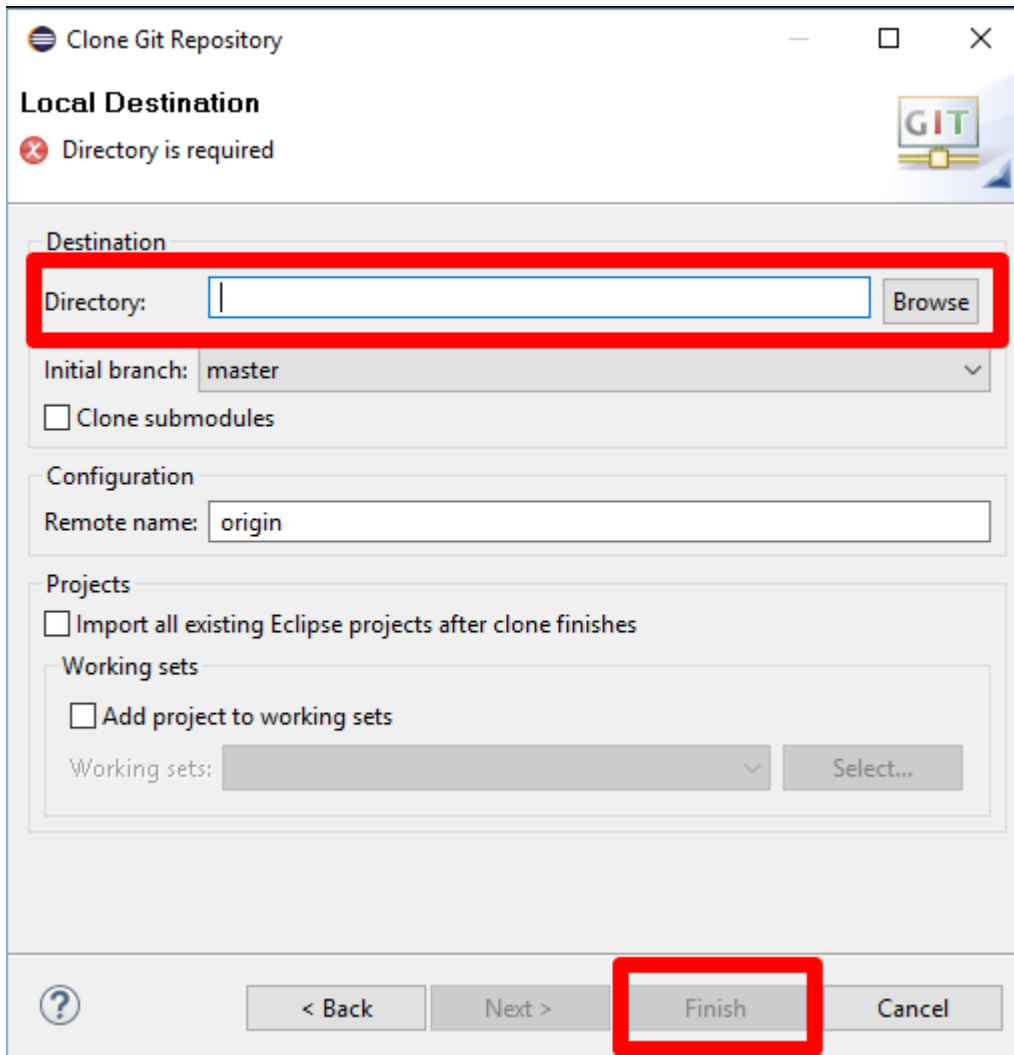 Clone Git Repository
Local Destination
GIT
Directory is required
Destination
Directory: Browse
Initial branch: master
Clone submodules
Configuration
Remote name: origin
Projects
Import all existing Eclipse projects after clone finishes
Working sets
Add project to working sets
Working sets: Select...
? < Back Next > Finish Cancel